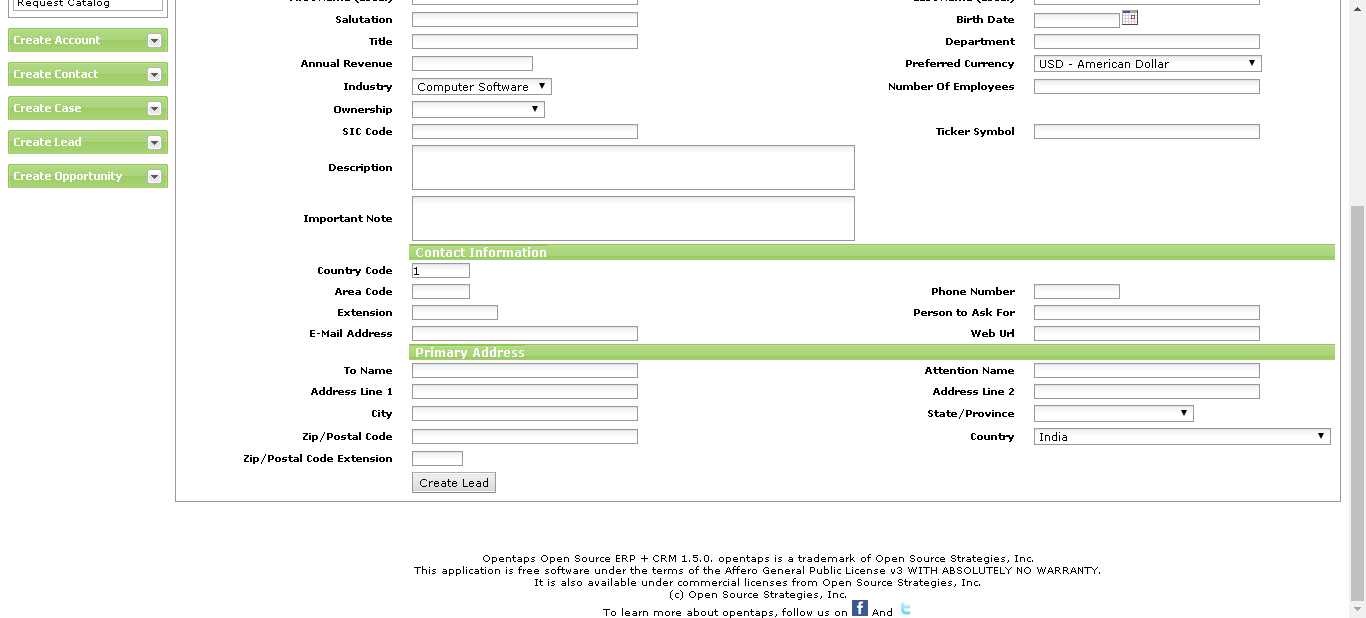 Request Catalog
Create Account
Create Contact
Create Case
Create Lead
Create Opportunity
Salutation
Birth Date
Title
Department
Annual Revenue
Preferred Currency USD - American Dollar
Industry Computer Software
Number Of Employees
Ownership
SIC Code
Ticker Symbol
Description
Important Note
Contact Information
Country Code 1
Area Code
Phone Number
Extension
Person to Ask For
E-Mail Address
Web Url
Primary Address
To Name
Attention Name
Address Line 1
Address Line 2
City
State/Province
Zip/Postal Code
Country India
Zip/Postal Code Extension
Create Lead
Opentaps Open Source ERP + CRM 1.5.0. opentaps is a trademark of Open Source Strategies, Inc.
This application is free software under the terms of the Affero General Public License v3 WITH ABSOLUTELY NO WARRANTY.
It is also available under commercial licenses from Open Source Strategies, Inc.
(c) Open Source Strategies, Inc.
To learn more about opentaps, follow us on f And t